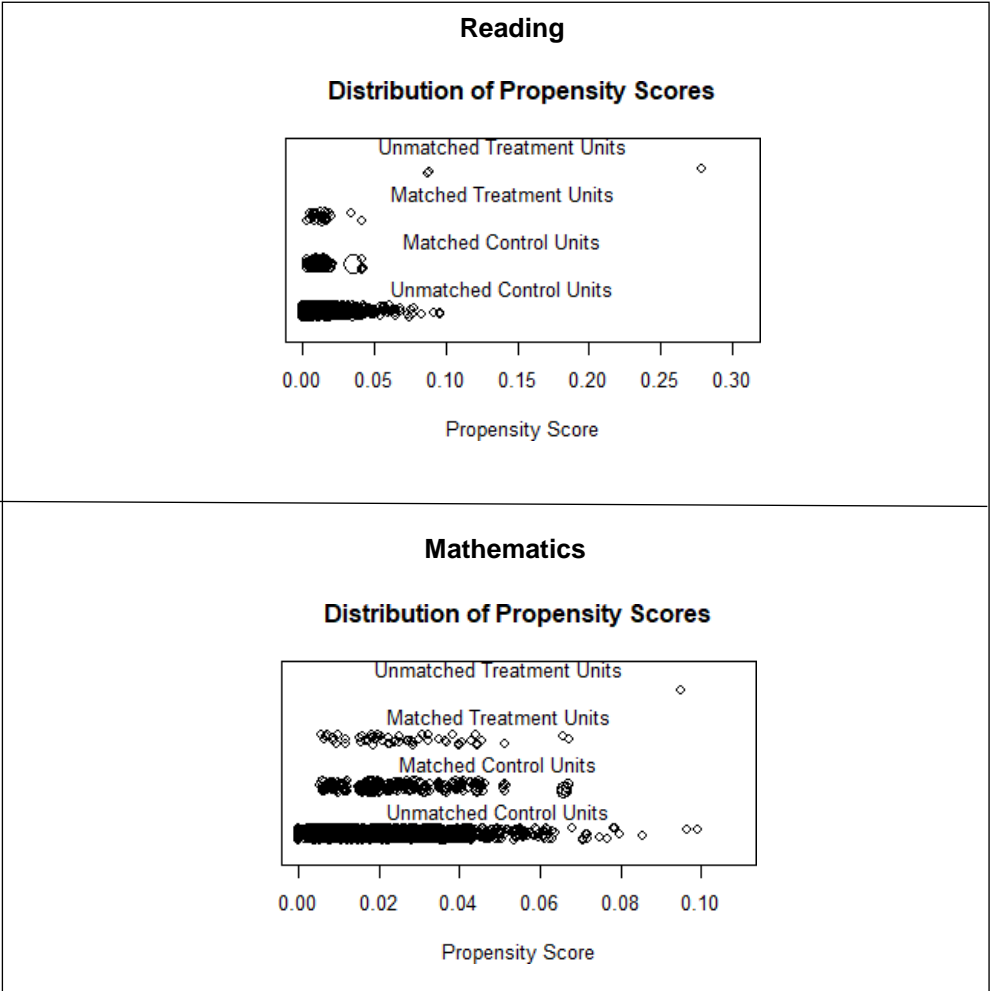 Reading
Distribution of Propensity Scores
Unmatched Treatment Units
Matched Treatment Units
Matched Control Units
Unmatched Control Units
0.00 0.05 0.10 0.15 0.20 0.25 0.30
Propensity Score
Mathematics
Distribution of Propensity Scores
Unmatched Treatment Units
Matched Treatment Units
Matched Control Units
Unmatched Control Units
0.00 0.02 0.04 0.06 0.08 0.10
Propensity Score